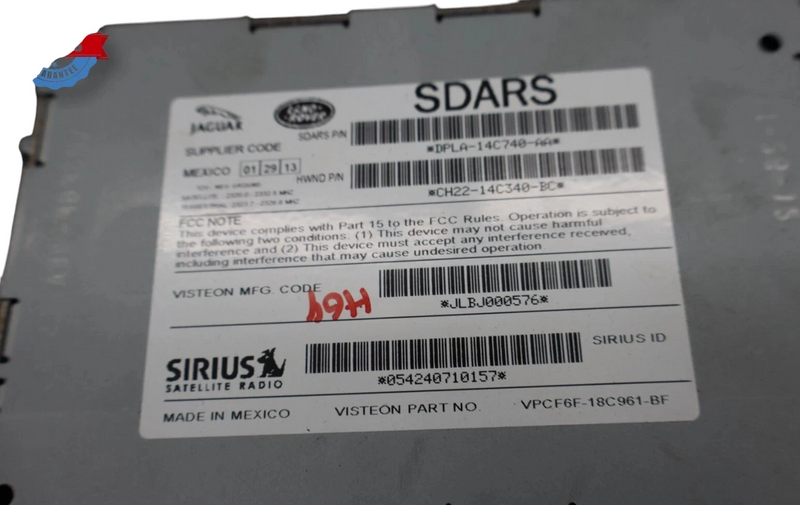 SDARS
JAGUAR
LAND ROVER
SDARS P/N
*DPLA-14C740-AA*
SUPPLIER CODE
MEXICO 01 29 13
HWND P/N
*CH22-14C340-BC*
FCC NOTE
This device complies with Part 15 to the FCC Rules. Operation is subject to
the following two conditions: (1) This device may not cause harmful
interference and (2) This device must accept any interference received,
including interference that may cause undesired operation
VISTEON MFG. CODE
*JLBJ000576*
H69
SIRIUS
SATELLITE RADIO
*054240710157*
SIRIUS ID
MADE IN MEXICO
VISTEON PART NO.
VPCF6F-18C961-BF